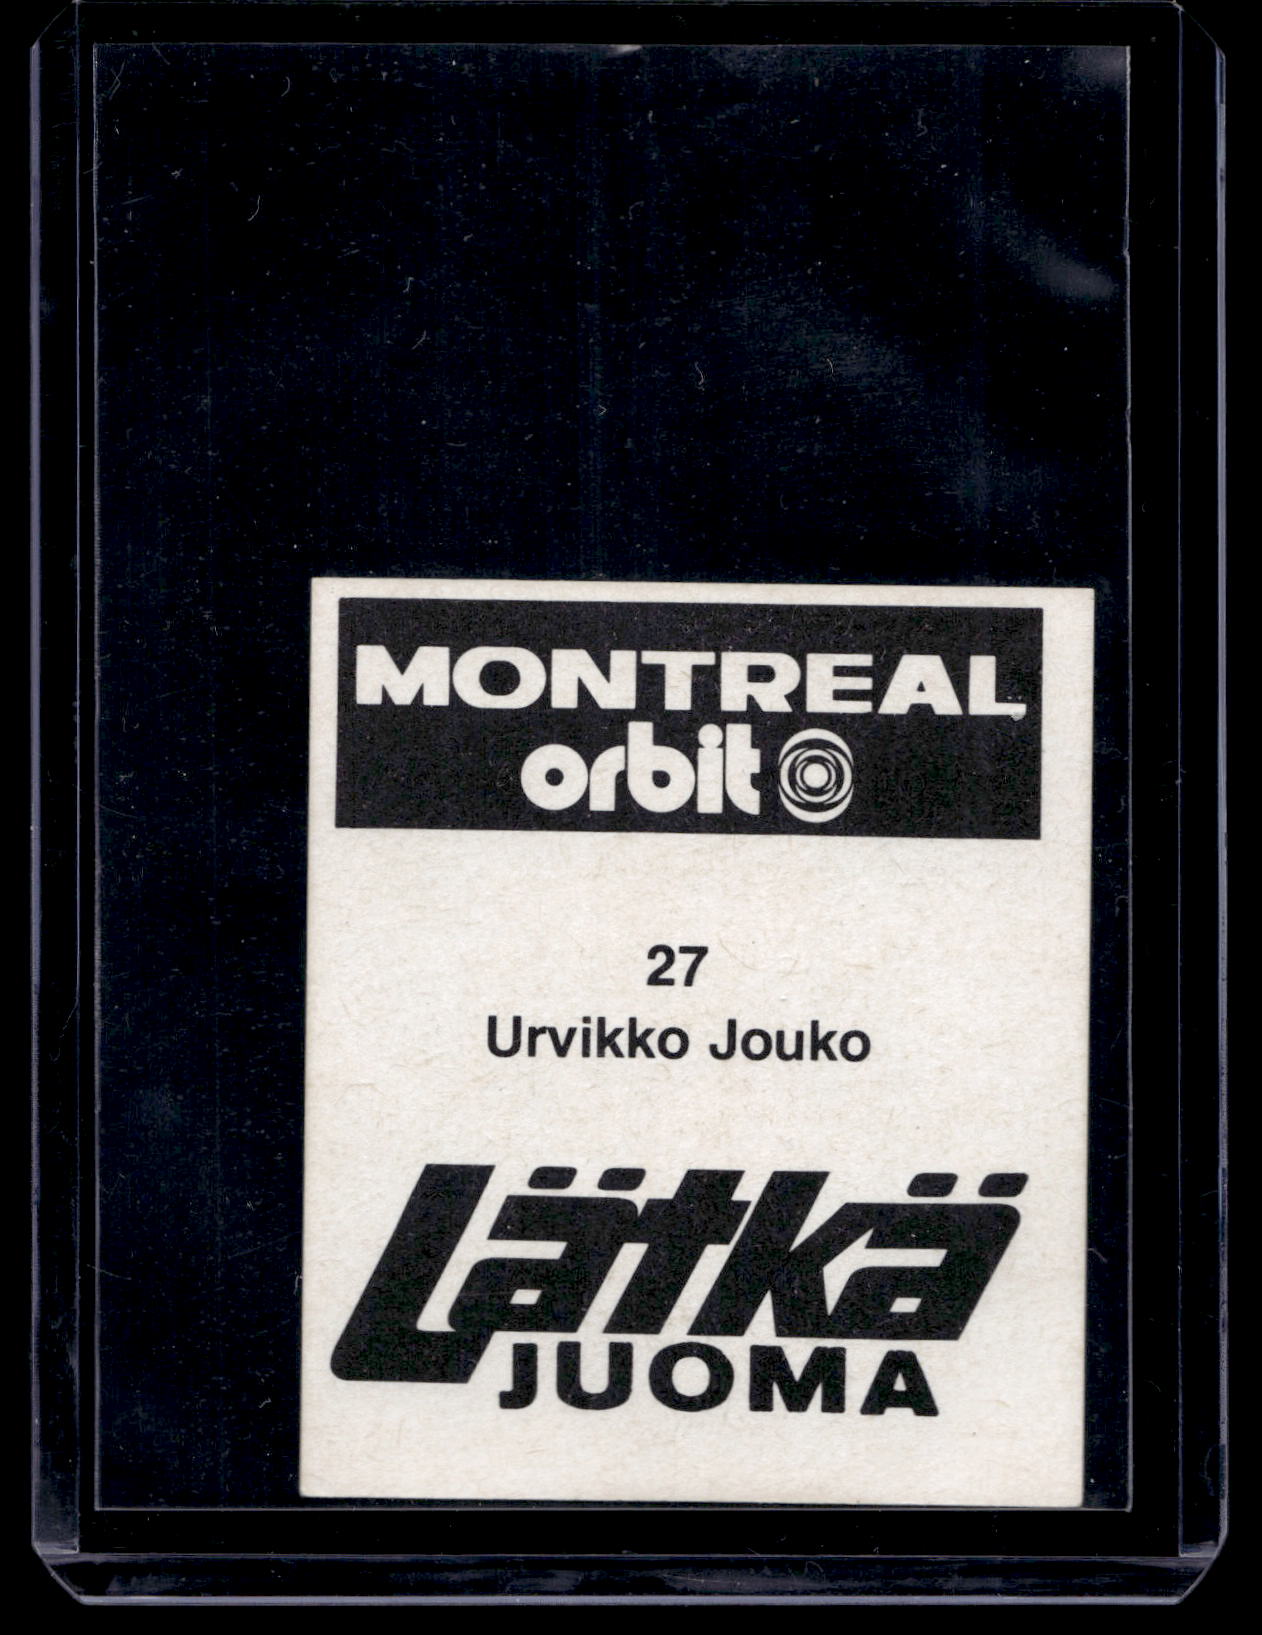 MONTREAL
orbit
27
Urvikko Jouko
Lätkä
JUOMA